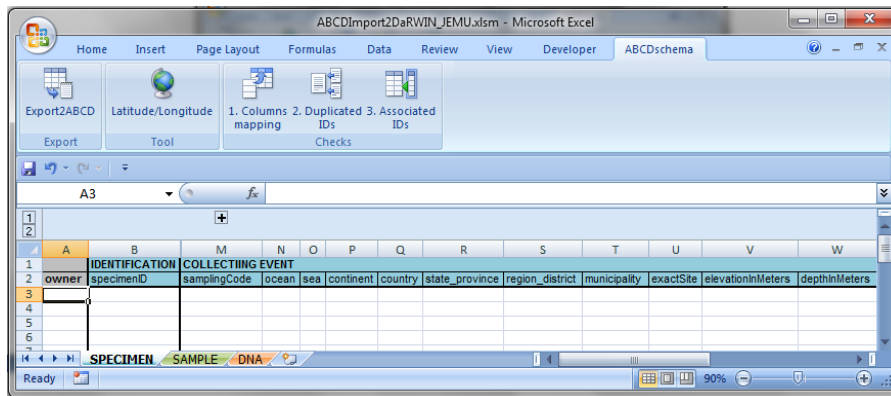 ABCDImport2DaRWIN_JEMU.xlsm - Microsoft Excel
Home Insert Page Layout Formulas Data Review View Developer ABCDschema
Export2ABCD Latitude/Longitude 1. Columns mapping 2. Duplicated IDs 3. Associated IDs
Export Tool Checks
A3 fx
1
2
A B M N O P Q R S T U V W
1 IDENTIFICATION COLLECTIING EVENT
2 owner specimenID samplingCode ocean sea continent country state_province region_district municipality exactSite elevationInMeters depthInMeters
3
4
5
6
SPECIMEN SAMPLE DNA
Ready 90%